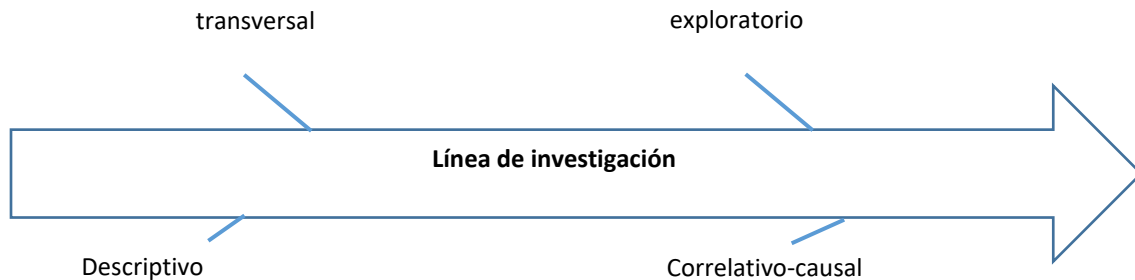 transversal
exploratorio
Línea de investigación
Descriptivo
Correlativo-causal